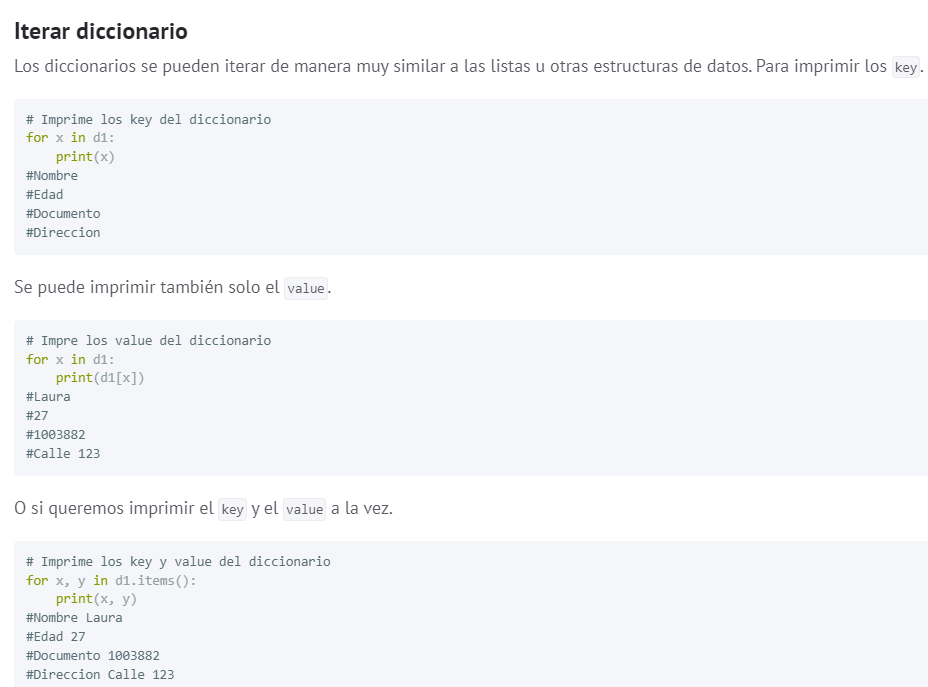 Iterar diccionario
Los diccionarios se pueden iterar de manera muy similar a las listas u otras estructuras de datos. Para imprimir los key.
# Imprime los key del diccionario
for x in d1:
    print(x)
#Nombre
#Edad
#Documento
#Direccion
Se puede imprimir también solo el value.
# Impre los value del diccionario
for x in d1:
    print(d1[x])
#Laura
#27
#1003882
#Calle 123
O si queremos imprimir el key y el value a la vez.
# Imprime los key y value del diccionario
for x, y in d1.items():
    print(x, y)
#Nombre Laura
#Edad 27
#Documento 1003882
#Direccion Calle 123